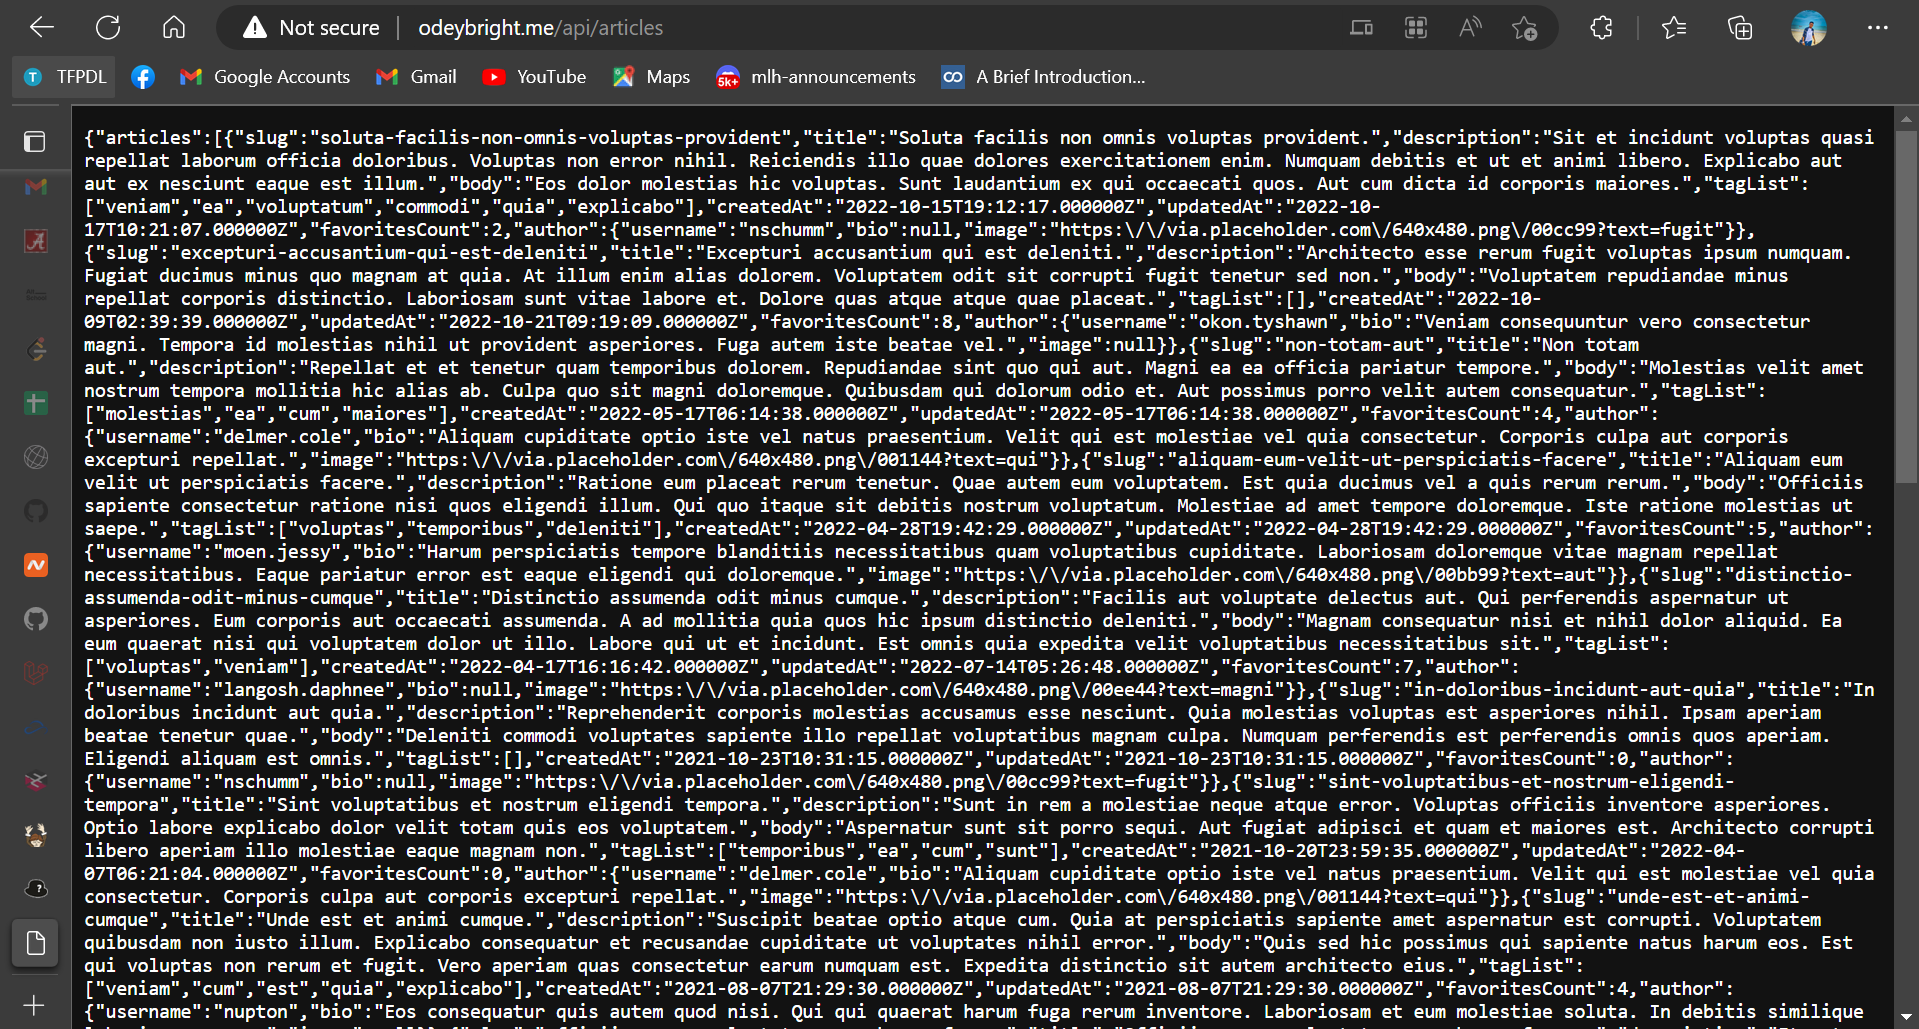 Not secure | odeybright.me/api/articles
TFPDL Google Accounts Gmail YouTube Maps 5k+ mlh-announcements A Brief Introduction...
{"articles":[{"slug":"soluta-facilis-non-omnis-voluptas-provident","title":"Soluta facilis non omnis voluptas provident.","description":"Sit et incidunt voluptas quasi
repellat laborum officia doloribus. Voluptas non error nihil. Reiciendis illo quae dolores exercitationem enim. Numquam debitis et ut et animi libero. Explicabo aut
aut ex nesciunt eaque est illum.","body":"Eos dolor molestias hic voluptas. Sunt laudantium ex qui occaecati quos. Aut cum dicta id corporis maiores.","tagList":
["veniam","ea","voluptatum","commodi","quia","explicabo"],"createdAt":"2022-10-15T19:12:17.000000Z","updatedAt":"2022-10-
17T10:21:07.000000Z","favoritesCount":2,"author":{"username":"nschumm","bio":null,"image":"https:\/\/via.placeholder.com\/640x480.png\/00cc99?text=fugit"}},
{"slug":"excepturi-accusantium-qui-est-deleniti","title":"Excepturi accusantium qui est deleniti.","description":"Architecto esse rerum fugit voluptas ipsum numquam.
Fugiat ducimus minus quo magnam at quia. At illum enim alias dolorem. Voluptatem odit sit corrupti fugit tenetur sed non.","body":"Voluptatem repudiandae minus
repellat corporis distinctio. Laboriosam sunt vitae labore et. Dolore quas atque atque quae placeat.","tagList":[],"createdAt":"2022-10-
09T02:39:39.000000Z","updatedAt":"2022-10-21T09:19:09.000000Z","favoritesCount":8,"author":{"username":"okon.tyshawn","bio":"Veniam consequuntur vero consectetur
magni. Tempora id molestias nihil ut provident asperiores. Fuga autem iste beatae vel.","image":null}},{"slug":"non-totam-aut","title":"Non totam
aut.","description":"Repellat et et tenetur quam temporibus dolorem. Repudiandae sint quo qui aut. Magni ea ea officia pariatur tempore.","body":"Molestias velit amet
nostrum tempora mollitia hic alias ab. Culpa quo sit magni doloremque. Quibusdam qui dolorum odio et. Aut possimus porro velit autem consequatur.","tagList":
["molestias","ea","cum","maiores"],"createdAt":"2022-05-17T06:14:38.000000Z","updatedAt":"2022-05-17T06:14:38.000000Z","favoritesCount":4,"author":
{"username":"delmer.cole","bio":"Aliquam cupiditate optio iste vel natus praesentium. Velit qui est molestiae vel quia consectetur. Corporis culpa aut corporis
excepturi repellat.","image":"https:\/\/via.placeholder.com\/640x480.png\/001144?text=qui"}},{"slug":"aliquam-eum-velit-ut-perspiciatis-facere","title":"Aliquam eum
velit ut perspiciatis facere.","description":"Ratione eum placeat rerum tenetur. Quae autem eum voluptatem. Est quia ducimus vel a quis rerum rerum.","body":"Officiis
sapiente consectetur ratione nisi quos eligendi illum. Qui quo itaque sit debitis nostrum voluptatum. Molestiae ad amet tempore doloremque. Iste ratione molestias ut
saepe.","tagList":["voluptas","temporibus","deleniti"],"createdAt":"2022-04-28T19:42:29.000000Z","updatedAt":"2022-04-28T19:42:29.000000Z","favoritesCount":5,"author":
{"username":"moen.jessy","bio":"Harum perspiciatis tempore blanditiis necessitatibus quam voluptatibus cupiditate. Laboriosam doloremque vitae magnam repellat
necessitatibus. Eaque pariatur error est eaque eligendi qui doloremque.","image":"https:\/\/via.placeholder.com\/640x480.png\/00bb99?text=aut"}},{"slug":"distinctio-
assumenda-odit-minus-cumque","title":"Distinctio assumenda odit minus cumque.","description":"Facilis aut voluptate delectus aut. Qui perferendis aspernatur ut
asperiores. Eum corporis aut occaecati assumenda. A ad mollitia quia quos hic ipsum distinctio deleniti.","body":"Magnam consequatur nisi et nihil dolor aliquid. Ea
eum quaerat nisi qui voluptatem dolor ut illo. Labore qui ut et incidunt. Est omnis quia expedita velit voluptatibus necessitatibus sit.","tagList":
["voluptas","veniam"],"createdAt":"2022-04-17T16:16:42.000000Z","updatedAt":"2022-07-14T05:26:48.000000Z","favoritesCount":7,"author":
{"username":"langosh.daphnee","bio":null,"image":"https:\/\/via.placeholder.com\/640x480.png\/00ee44?text=magni"}},{"slug":"in-doloribus-incidunt-aut-quia","title":"In
doloribus incidunt aut quia.","description":"Reprehenderit corporis molestias accusamus esse nesciunt. Quia molestias voluptas est asperiores nihil. Ipsam aperiam
beatae tenetur quae.","body":"Deleniti commodi voluptates sapiente illo repellat voluptatibus magnam culpa. Numquam perferendis est perferendis omnis quos aperiam.
Eligendi aliquam est omnis.","tagList":[],"createdAt":"2021-10-23T10:31:15.000000Z","updatedAt":"2021-10-23T10:31:15.000000Z","favoritesCount":0,"author":
{"username":"nschumm","bio":null,"image":"https:\/\/via.placeholder.com\/640x480.png\/00cc99?text=fugit"}},{"slug":"sint-voluptatibus-et-nostrum-eligendi-
tempora","title":"Sint voluptatibus et nostrum eligendi tempora.","description":"Sunt in rem a molestiae neque atque error. Voluptas officiis inventore asperiores.
Optio labore explicabo dolor velit totam quis eos voluptatem.","body":"Aspernatur sunt sit porro sequi. Aut fugiat adipisci et quam et maiores est. Architecto corrupti
libero aperiam illo molestiae eaque magnam non.","tagList":["temporibus","ea","cum","sunt"],"createdAt":"2021-10-20T23:59:35.000000Z","updatedAt":"2022-04-
07T06:21:04.000000Z","favoritesCount":0,"author":{"username":"delmer.cole","bio":"Aliquam cupiditate optio iste vel natus praesentium. Velit qui est molestiae vel quia
consectetur. Corporis culpa aut corporis excepturi repellat.","image":"https:\/\/via.placeholder.com\/640x480.png\/001144?text=qui"}},{"slug":"unde-est-et-animi-
cumque","title":"Unde est et animi cumque.","description":"Suscipit beatae optio atque cum. Quia at perspiciatis sapiente amet aspernatur est corrupti. Voluptatem
quibusdam non iusto illum. Explicabo consequatur et recusandae cupiditate ut voluptates nihil error.","body":"Quis sed hic possimus qui sapiente natus harum eos. Est
qui voluptas non rerum et fugit. Vero aperiam quas consectetur earum numquam est. Expedita distinctio sit autem architecto eius.","tagList":
["veniam","cum","est","quia","explicabo"],"createdAt":"2021-08-07T21:29:30.000000Z","updatedAt":"2021-08-07T21:29:30.000000Z","favoritesCount":4,"author":
{"username":"nupton","bio":"Eos consequatur quis autem quod nisi. Qui qui quaerat harum fuga rerum inventore. Laboriosam et eum molestiae soluta. In debitis similique